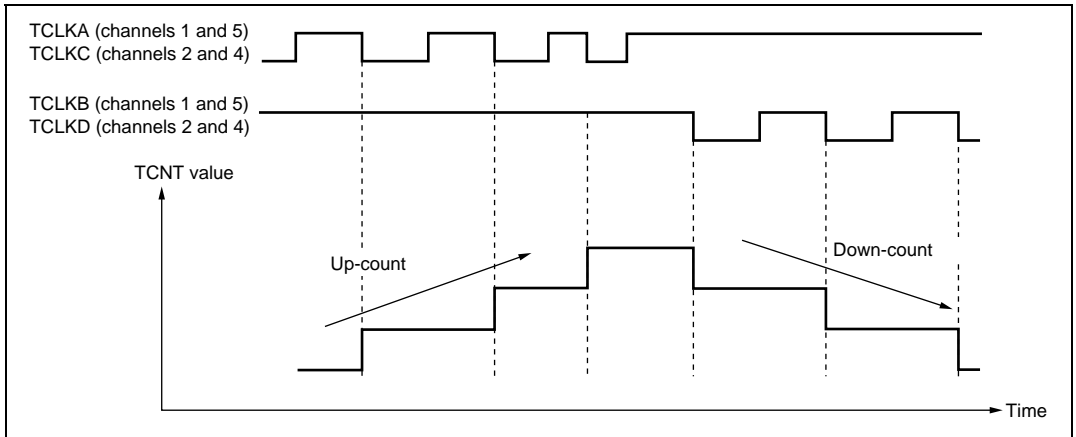 TCLKA (channels 1 and 5)
TCLKC (channels 2 and 4)
TCLKB (channels 1 and 5)
TCLKD (channels 2 and 4)
TCNT value
Up-count
Down-count
Time